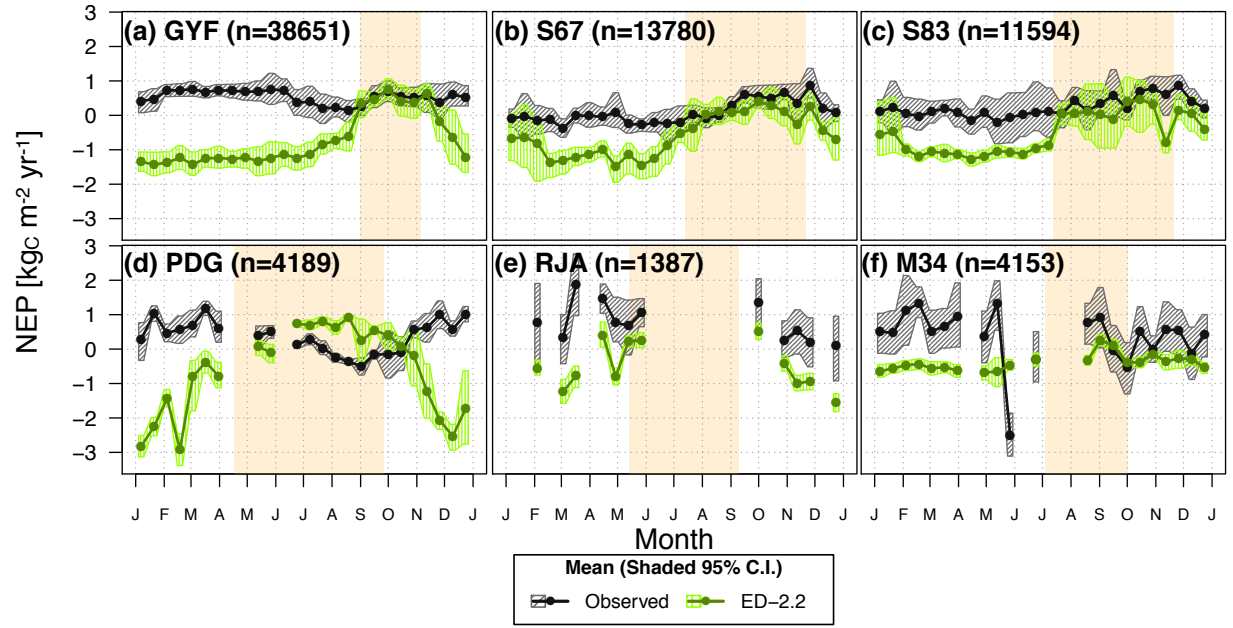 (a) GYF (n=38651)
(b) S67 (n=13780)
(c) S83 (n=11594)
3
2
1
0
−1
−2
−3
(d) PDG (n=4189)
(e) RJA (n=1387)
(f) M34 (n=4153)
3
2
1
0
−1
−2
−3
NEP [kgC m-2 yr-1]
J F M A M J J A S O N D J
J F M A M J J A S O N D J
J F M A M J J A S O N D J
Month
Mean (Shaded 95% C.I.)
Observed
ED−2.2